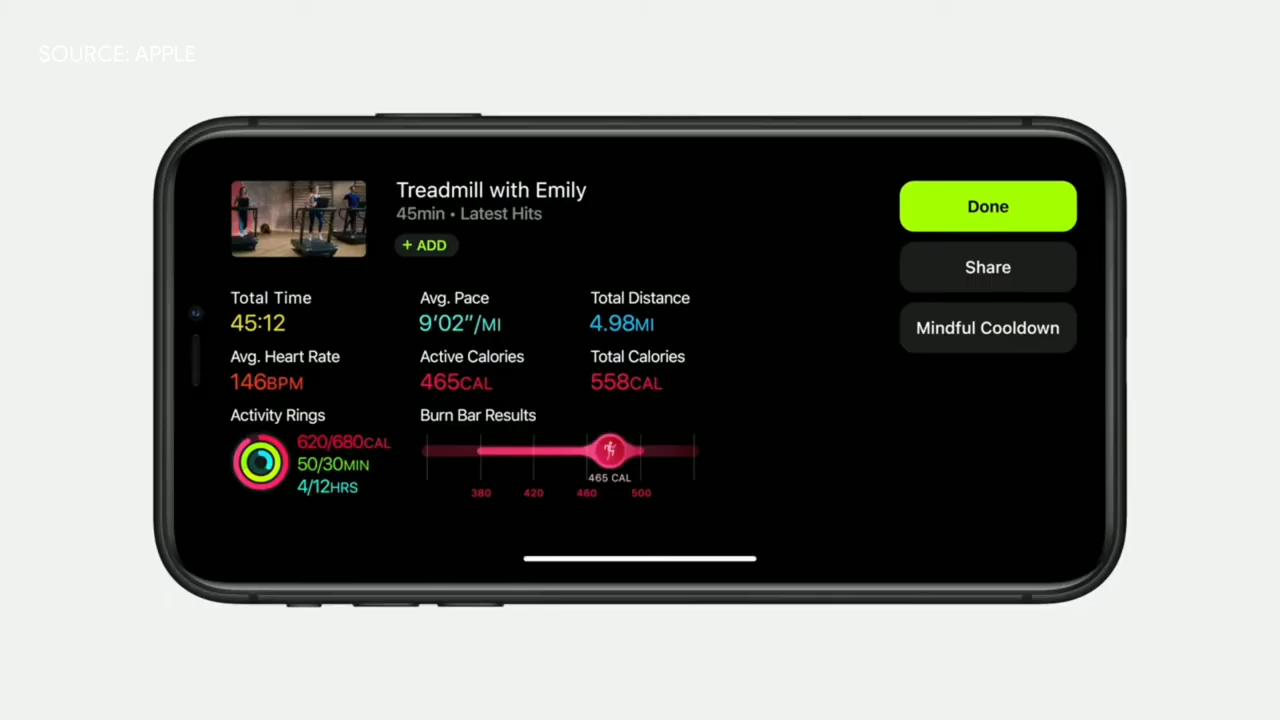 SOURCE: APPLE
Treadmill with Emily
45min • Latest Hits
+ ADD
Done
Share
Mindful Cooldown
Total Time
45:12
Avg. Pace
9'02"/MI
Total Distance
4.98MI
Avg. Heart Rate
146BPM
Active Calories
465CAL
Total Calories
558CAL
Activity Rings
620/680CAL
50/30MIN
4/12HRS
Burn Bar Results
465 CAL
380 420 460 500